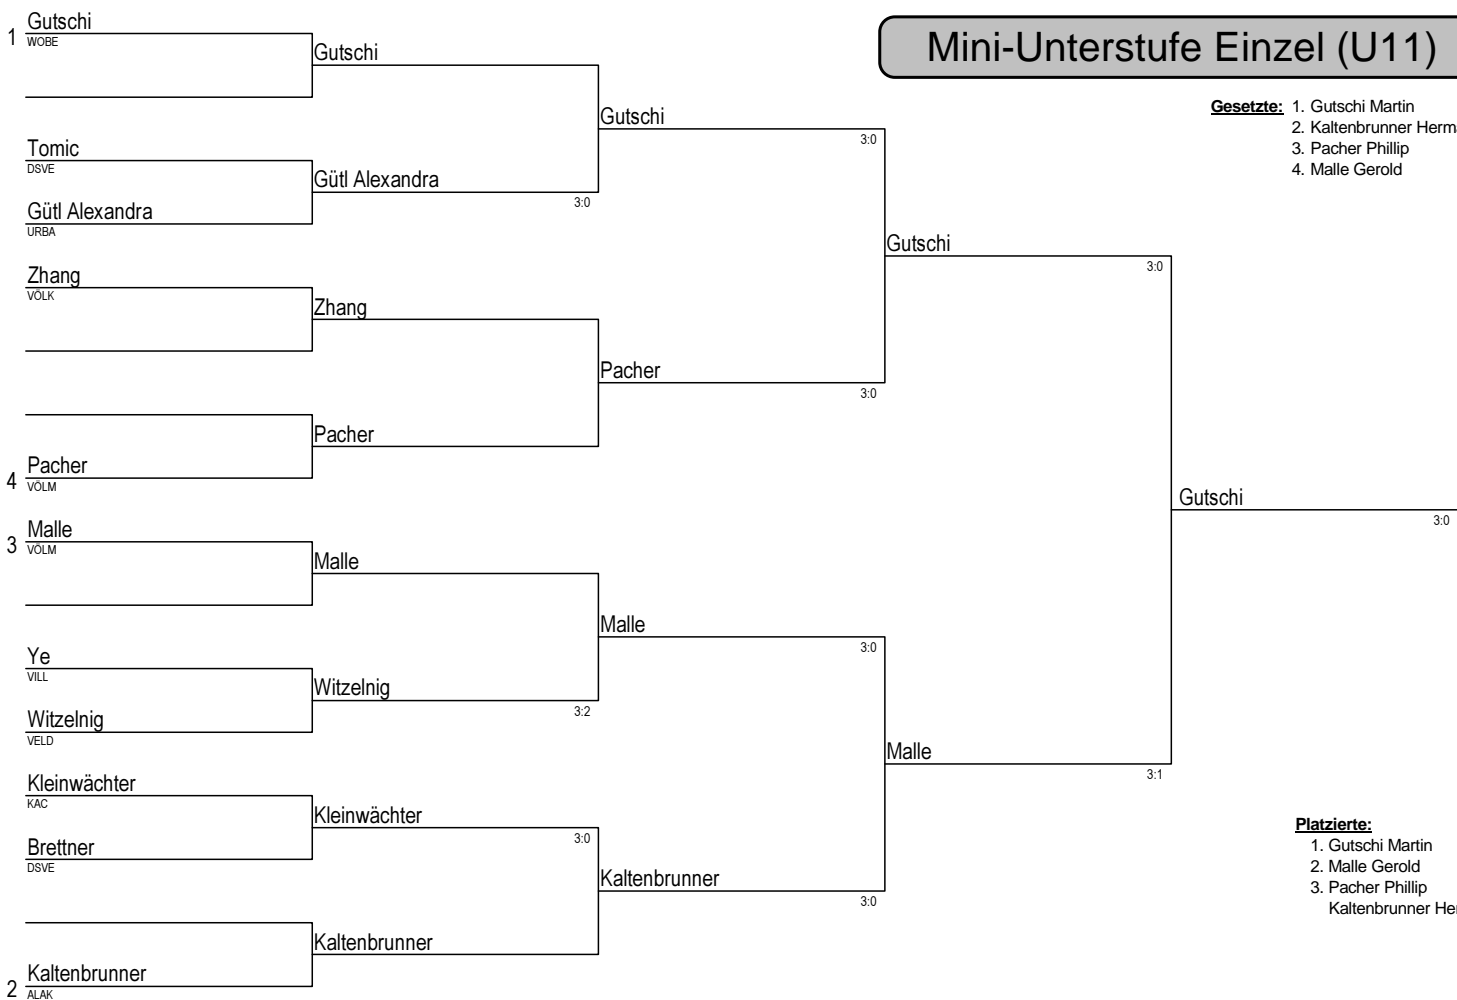 Mini-Unterstufe Einzel (U11)
Gesetzte: 1. Gutschi Martin
2. Kaltenbrunner Herma
3. Pacher Phillip
4. Malle Gerold
1 Gutschi
WOBE
Gutschi
Gutschi
3:0
Tomic
DSVE
Gütl Alexandra
3:0
Gütl Alexandra
URBA
Gutschi
3:0
Zhang
VÖLK
Zhang
Pacher
3:0
Pacher
4 Pacher
VÖLM
Gutschi
3:0
3 Malle
VÖLM
Malle
Malle
3:0
Ye
VILL
Witzelnig
3:2
Witzelnig
VELD
Malle
3:1
Kleinwächter
KAC
Kleinwächter
3:0
Brettner
DSVE
Kaltenbrunner
3:0
Kaltenbrunner
2 Kaltenbrunner
ALAK
Platzierte:
1. Gutschi Martin
2. Malle Gerold
3. Pacher Phillip
Kaltenbrunner Her